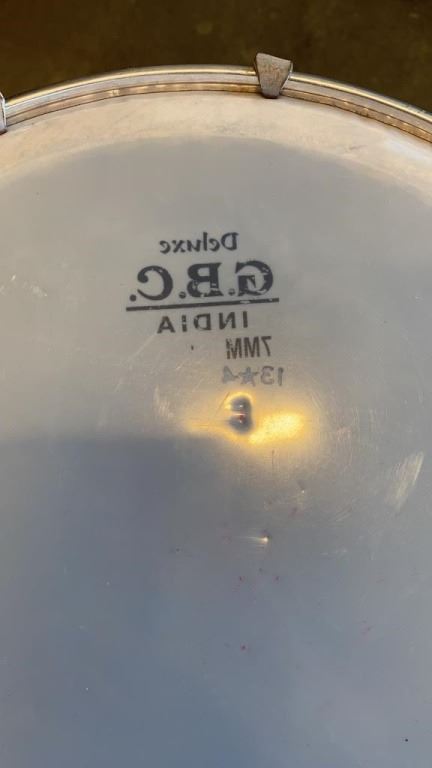 Deluxe
G.B.C.
INDIA
7MM
13★4